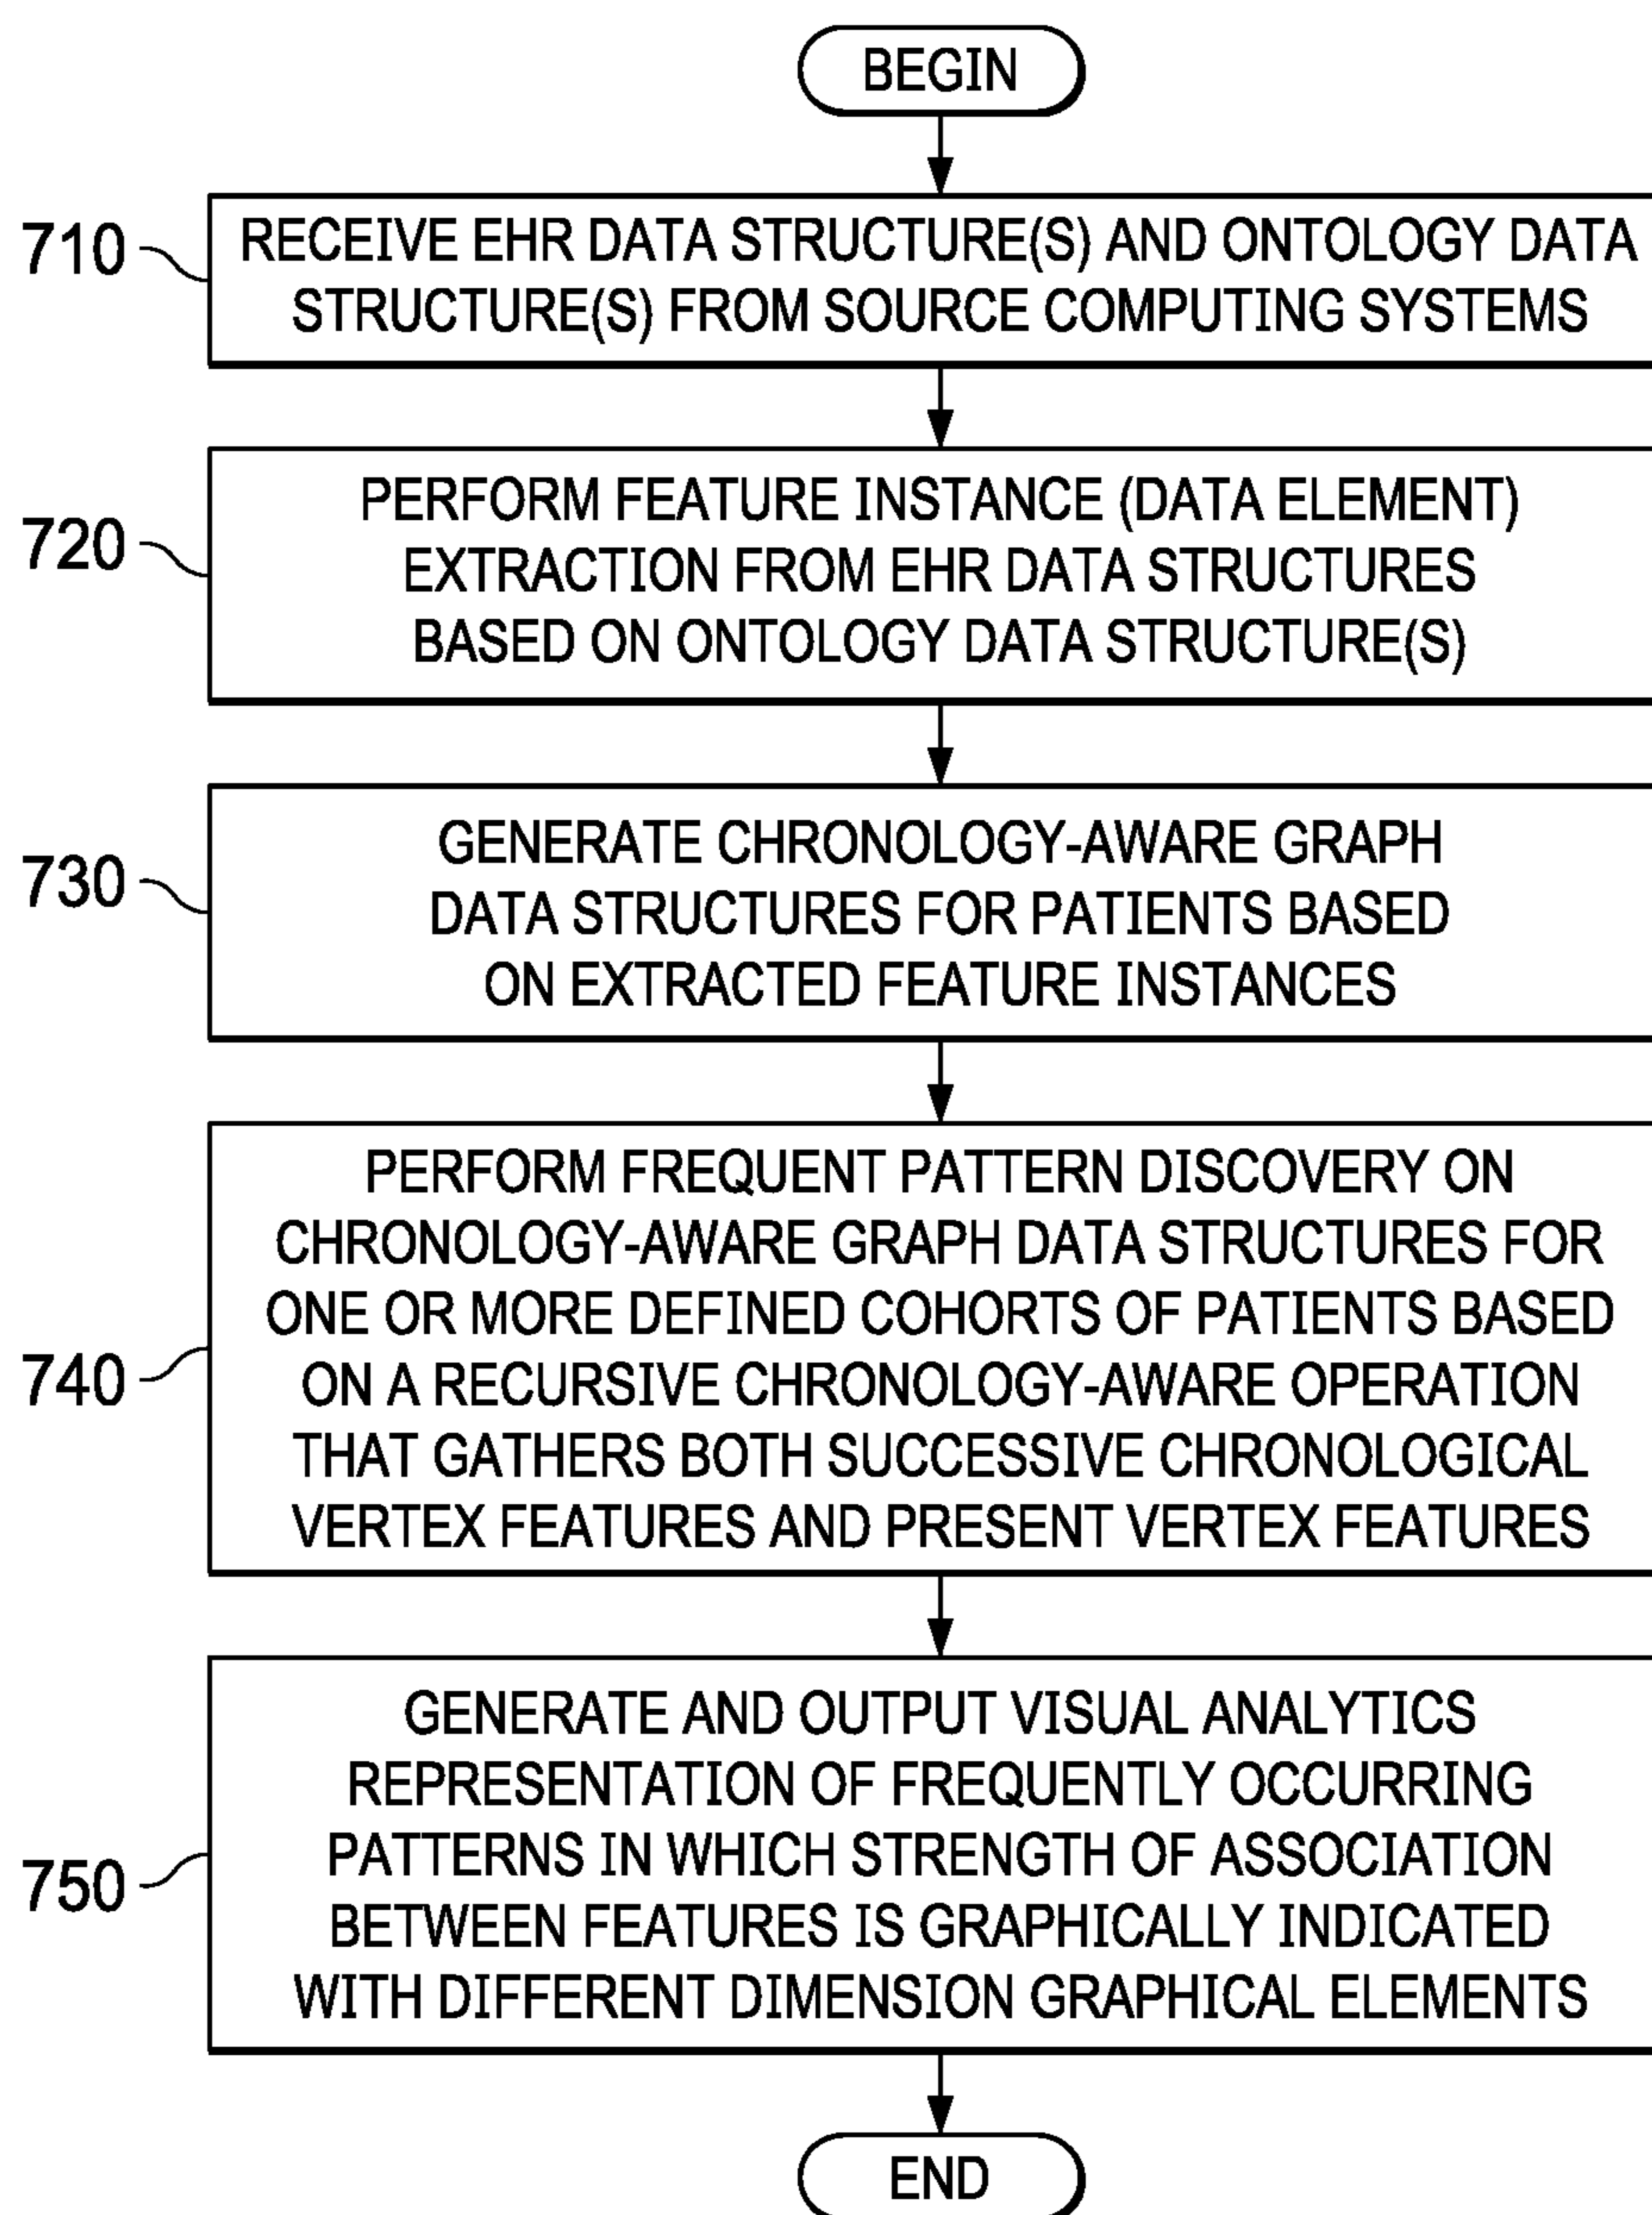 BEGIN
710
RECEIVE EHR DATA STRUCTURE(S) AND ONTOLOGY DATA
STRUCTURE(S) FROM SOURCE COMPUTING SYSTEMS
720
PERFORM FEATURE INSTANCE (DATA ELEMENT)
EXTRACTION FROM EHR DATA STRUCTURES
BASED ON ONTOLOGY DATA STRUCTURE(S)
730
GENERATE CHRONOLOGY-AWARE GRAPH
DATA STRUCTURES FOR PATIENTS BASED
ON EXTRACTED FEATURE INSTANCES
740
PERFORM FREQUENT PATTERN DISCOVERY ON
CHRONOLOGY-AWARE GRAPH DATA STRUCTURES FOR
ONE OR MORE DEFINED COHORTS OF PATIENTS BASED
ON A RECURSIVE CHRONOLOGY-AWARE OPERATION
THAT GATHERS BOTH SUCCESSIVE CHRONOLOGICAL
VERTEX FEATURES AND PRESENT VERTEX FEATURES
750
GENERATE AND OUTPUT VISUAL ANALYTICS
REPRESENTATION OF FREQUENTLY OCCURRING
PATTERNS IN WHICH STRENGTH OF ASSOCIATION
BETWEEN FEATURES IS GRAPHICALLY INDICATED
WITH DIFFERENT DIMENSION GRAPHICAL ELEMENTS
END